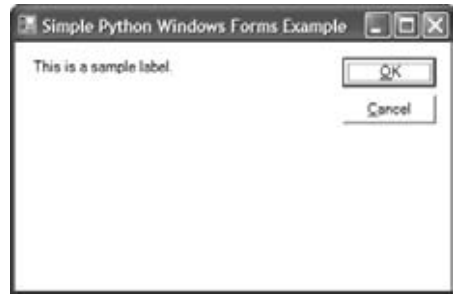 Simple Python Windows Forms Example
This is a sample label.
OK
Cancel